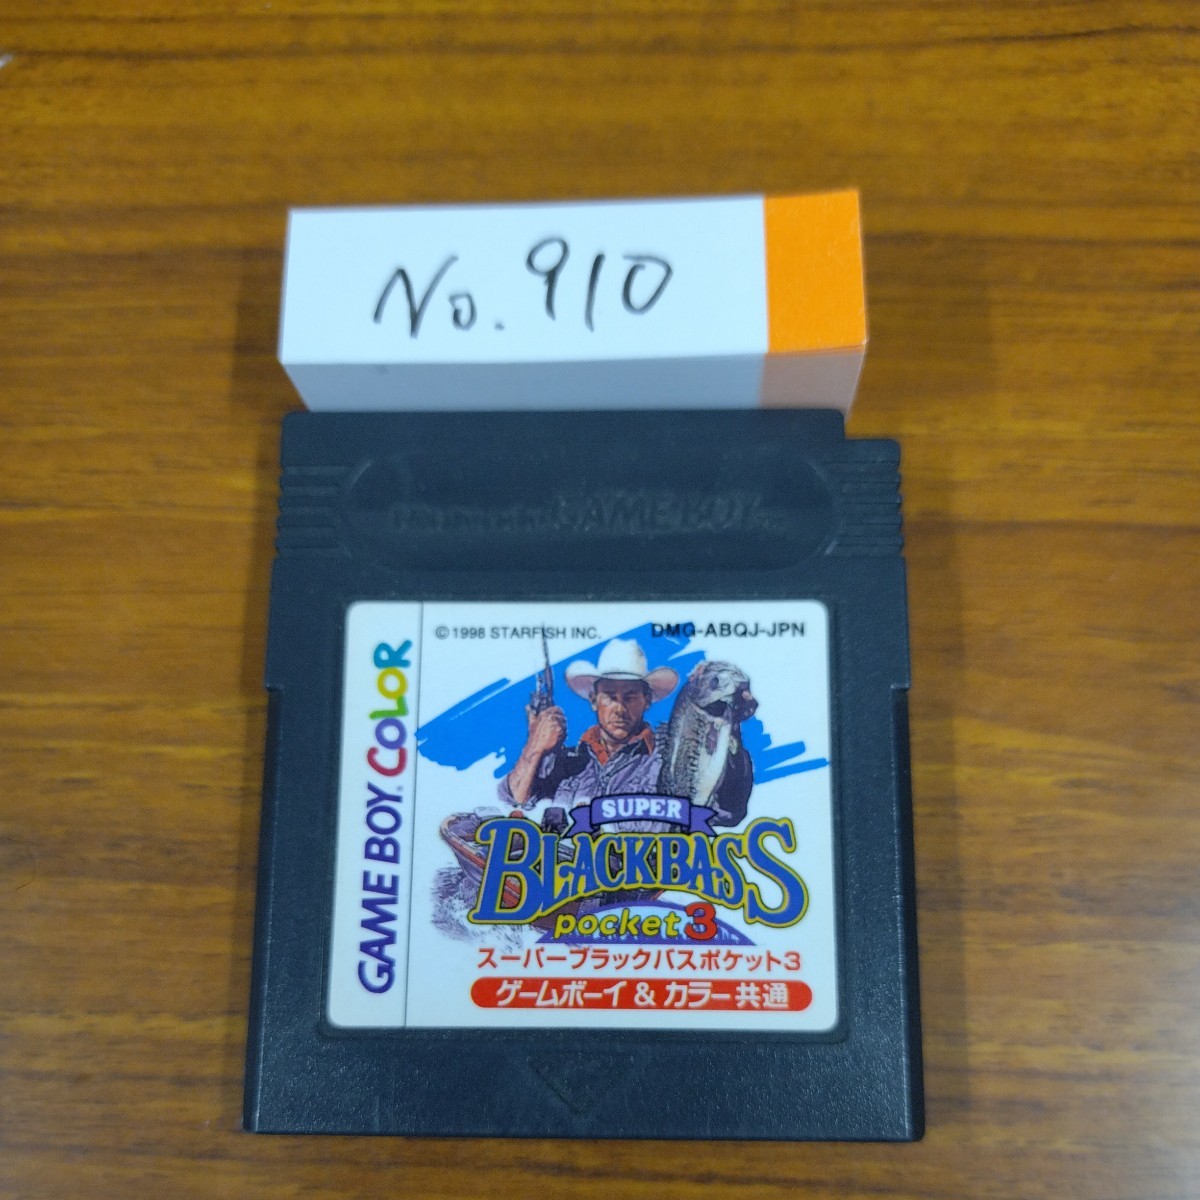 No. 910
Nintendo GAME BOY
©1998 STARFISH INC. DMG-ABQJ-JPN
GAME BOY COLOR
SUPER
BLACKBASS
pocket 3
スーパーブラックバスポケット3
ゲームボーイ & カラー共通